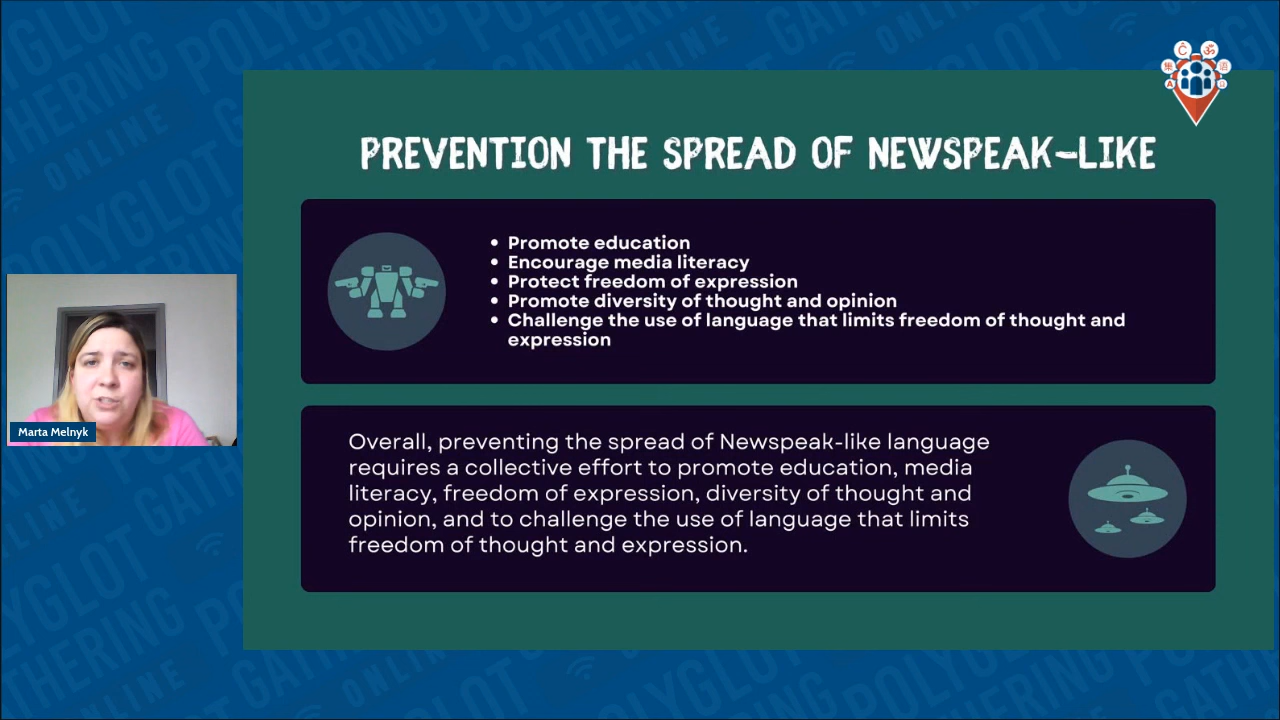 PREVENTION THE SPREAD OF NEWSPEAK-LIKE
• Promote education
• Encourage media literacy
• Protect freedom of expression
• Promote diversity of thought and opinion
• Challenge the use of language that limits freedom of thought and
expression
Overall, preventing the spread of Newspeak-like language
requires a collective effort to promote education, media
literacy, freedom of expression, diversity of thought and
opinion, and to challenge the use of language that limits
freedom of thought and expression.
Marta Melnyk
POLYGLOT
GATHERING
ONLINE